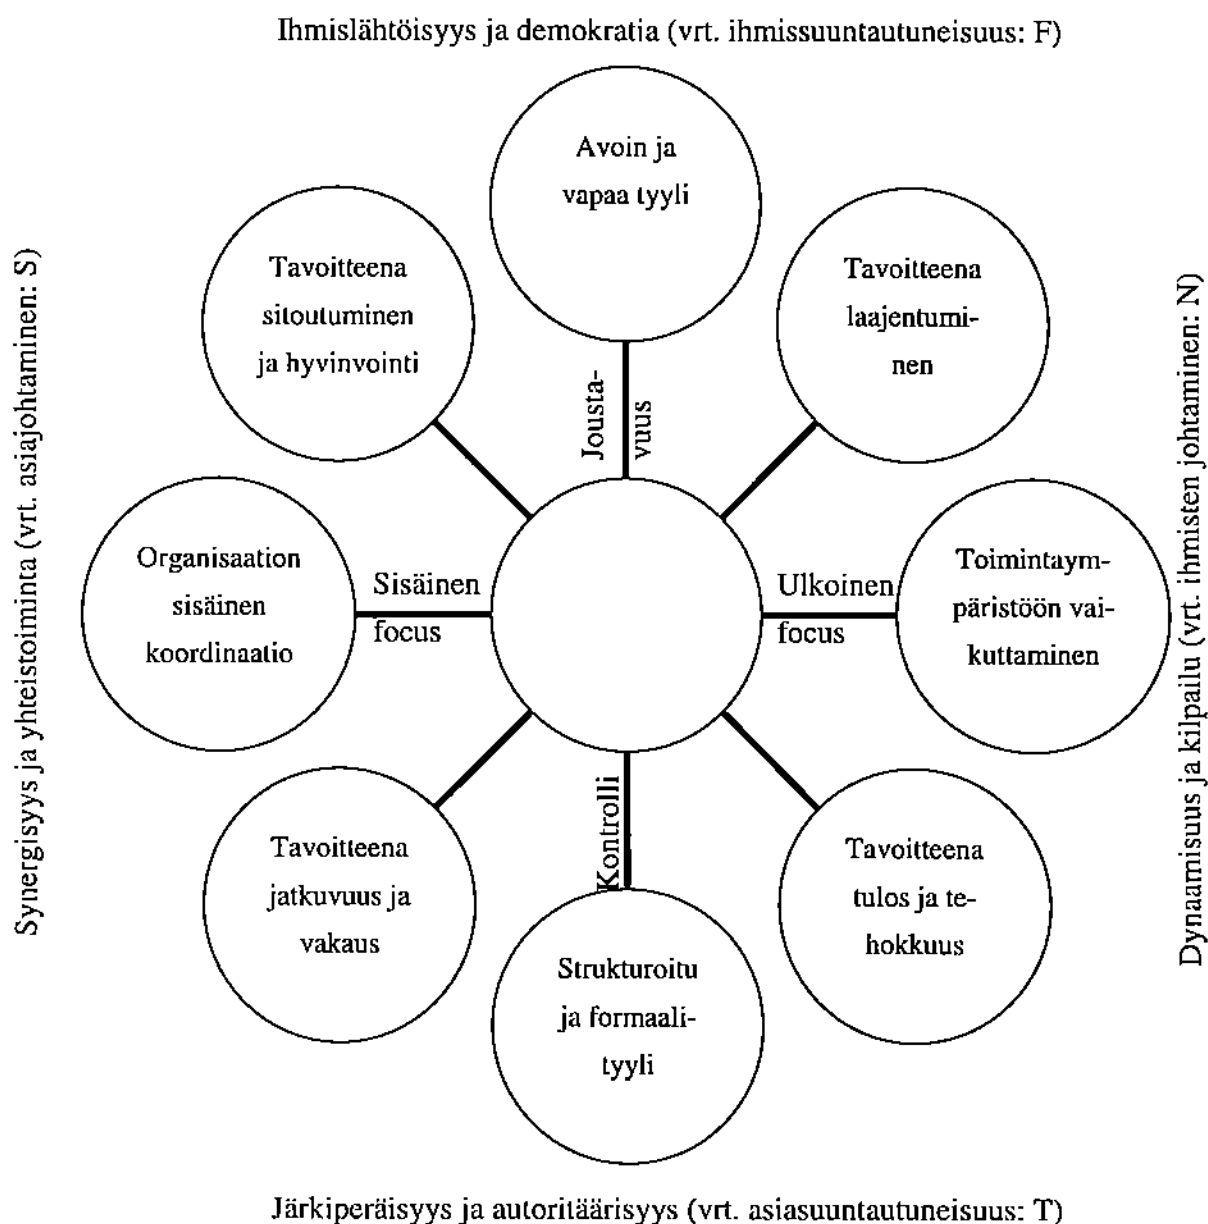 Ihmislähtöisyys ja demokratia (vrt. ihmissuuntautuneisuus: F)
Avoin ja
vapaa tyyli
Tavoitteena
sitoutuminen
ja hyvinvointi
Tavoitteena
laajentumi-
nen
Jousta-
vuus
Synergisyys ja yhteistoiminta (vrt. asiajohtaminen: S)
Organisaation
sisäinen
koordinaatio
Sisäinen
focus
Ulkoinen
focus
Toimintaym-
päristöön vai-
kuttaminen
Dynaamisuus ja kilpailu (vrt. ihmisten johtaminen: N)
Tavoitteena
jatkuvuus ja
vakaus
Kontrolli
Tavoitteena
tulos ja te-
hokkuus
Strukturoitu
ja formaali-
tyyli
Järkiperäisyys ja autoritäärisyys (vrt. asiasuuntautuneisuus: T)